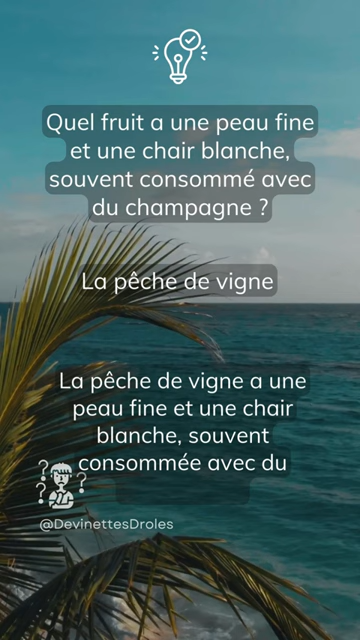 Quel fruit a une peau fine
et une chair blanche,
souvent consommé avec
du champagne ?
La pêche de vigne
La pêche de vigne a une
peau fine et une chair
blanche, souvent
consommée avec du
@DevinettesDroles